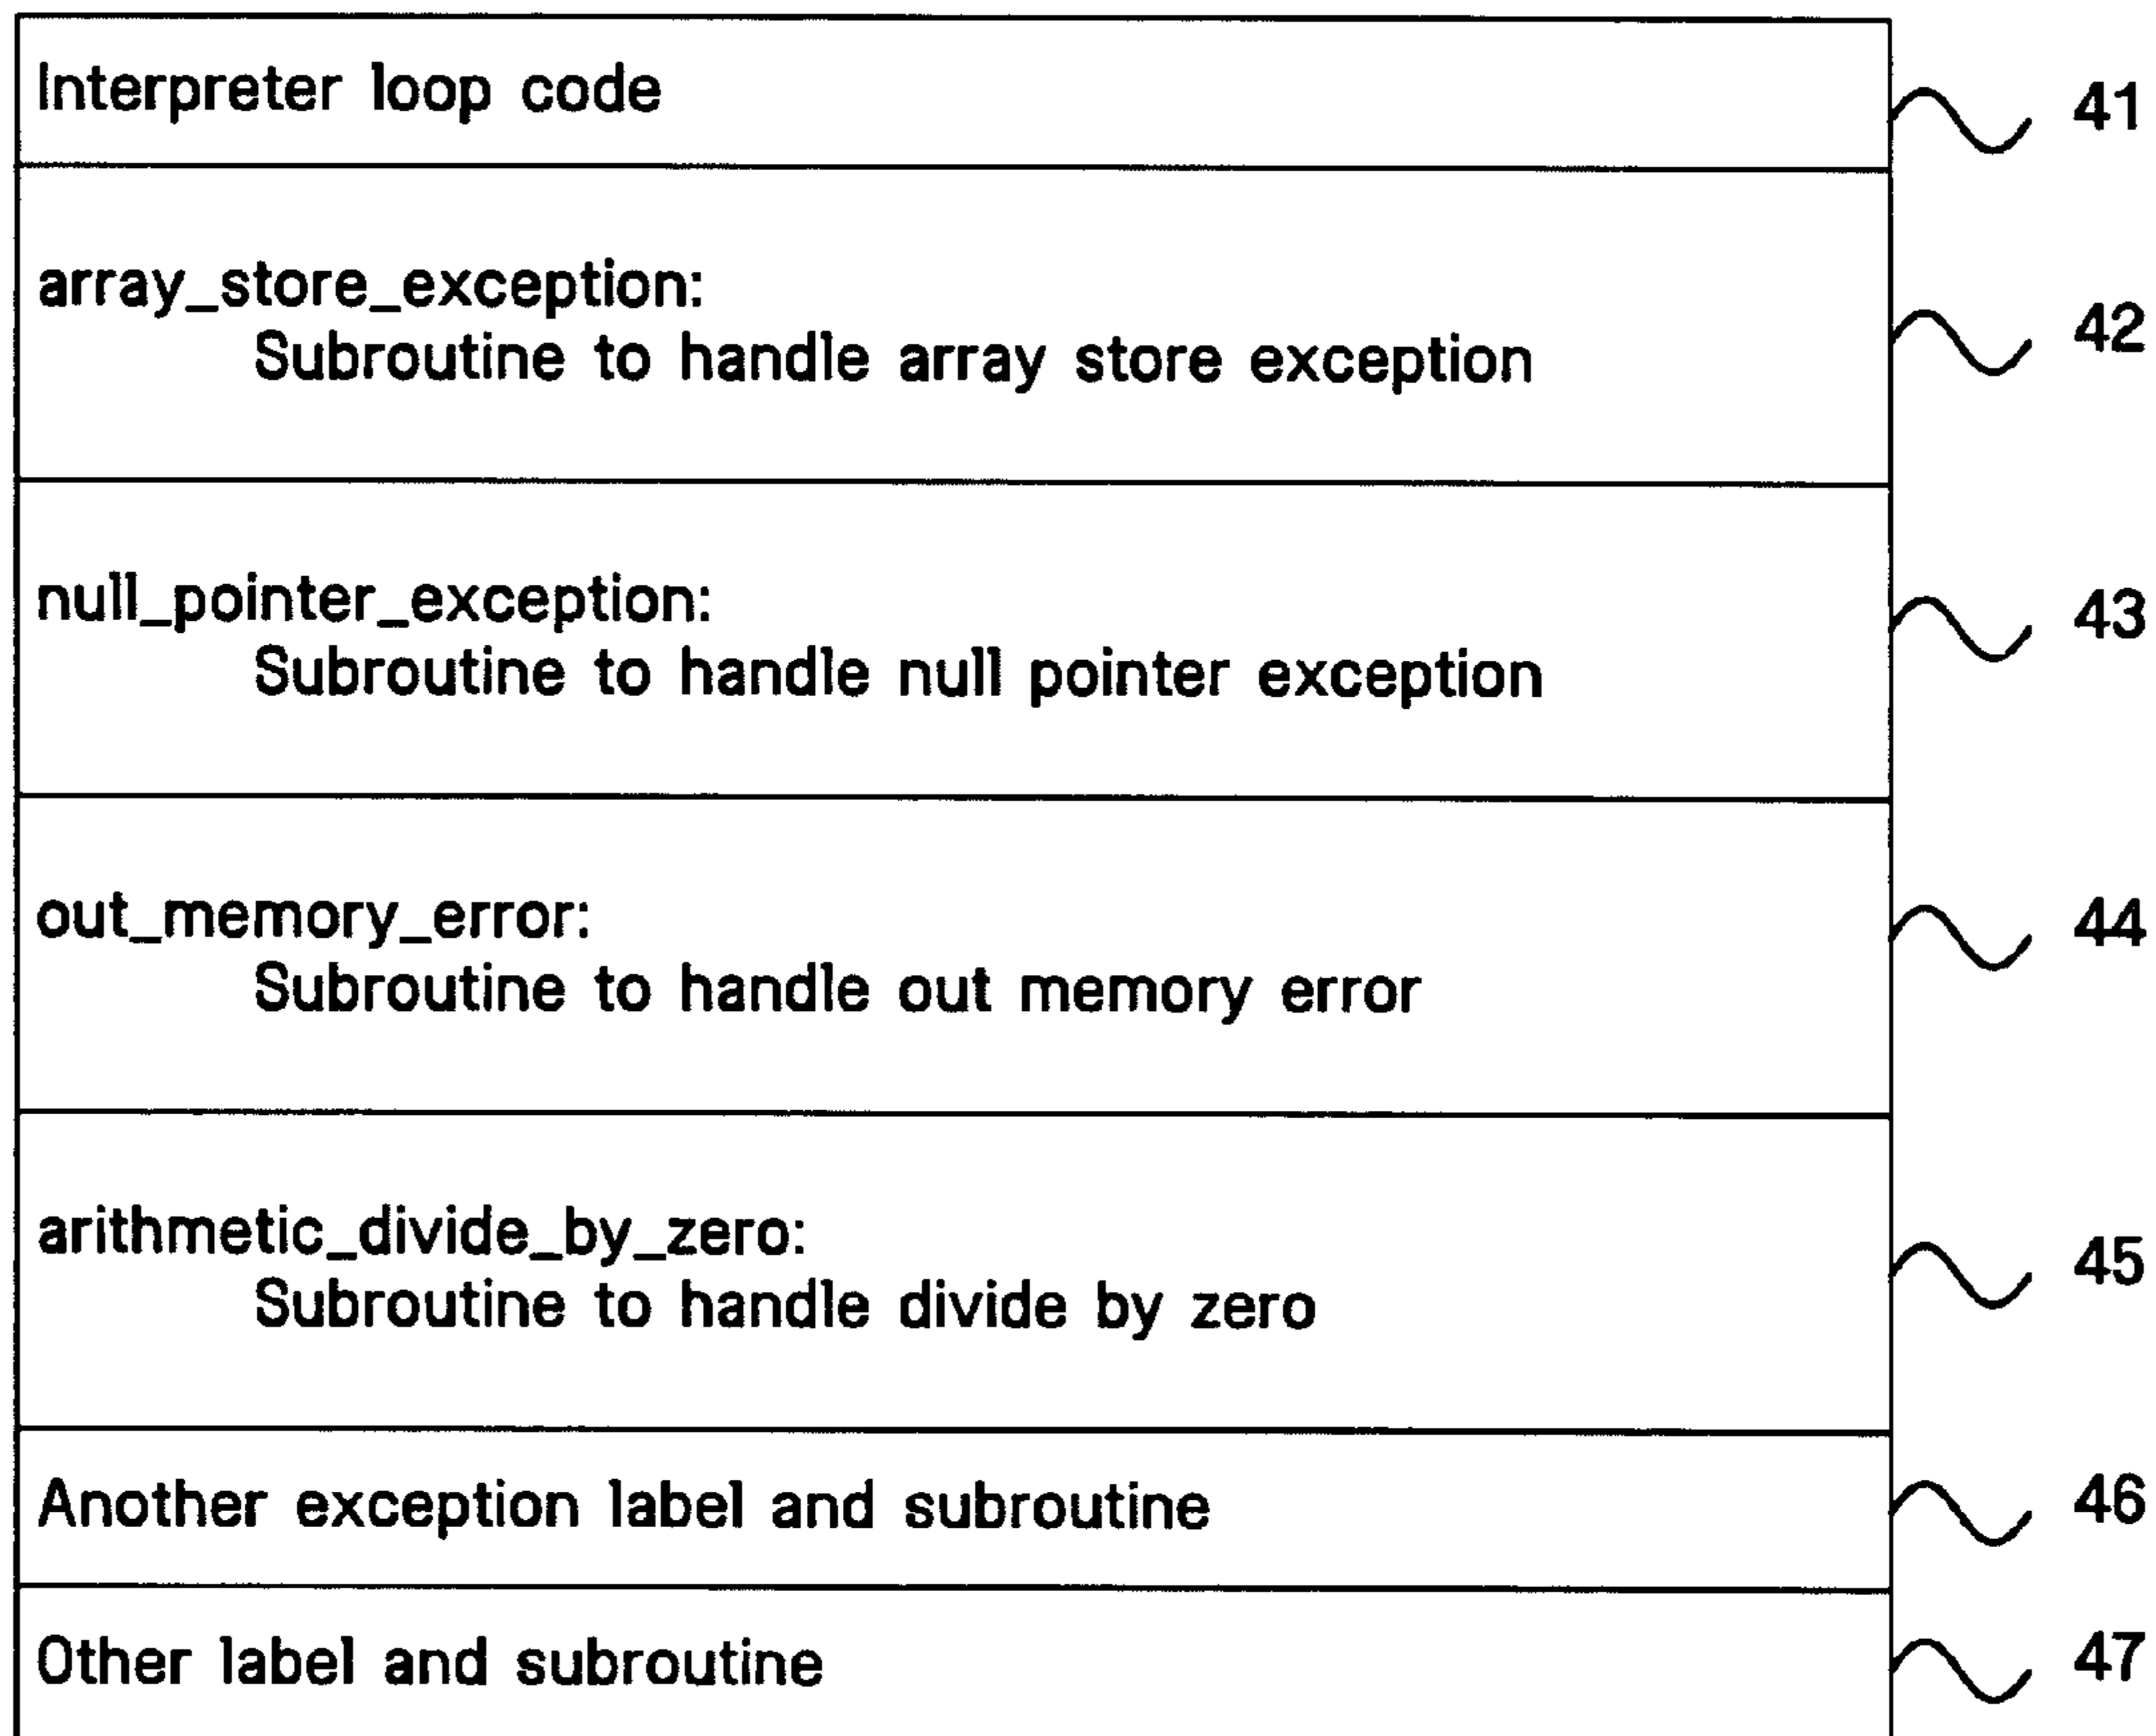 Interpreter loop code
41
array_store_exception:
Subroutine to handle array store exception
42
null_pointer_exception:
Subroutine to handle null pointer exception
43
out_memory_error:
Subroutine to handle out memory error
44
arithmetic_divide_by_zero:
Subroutine to handle divide by zero
45
Another exception label and subroutine
46
Other label and subroutine
47